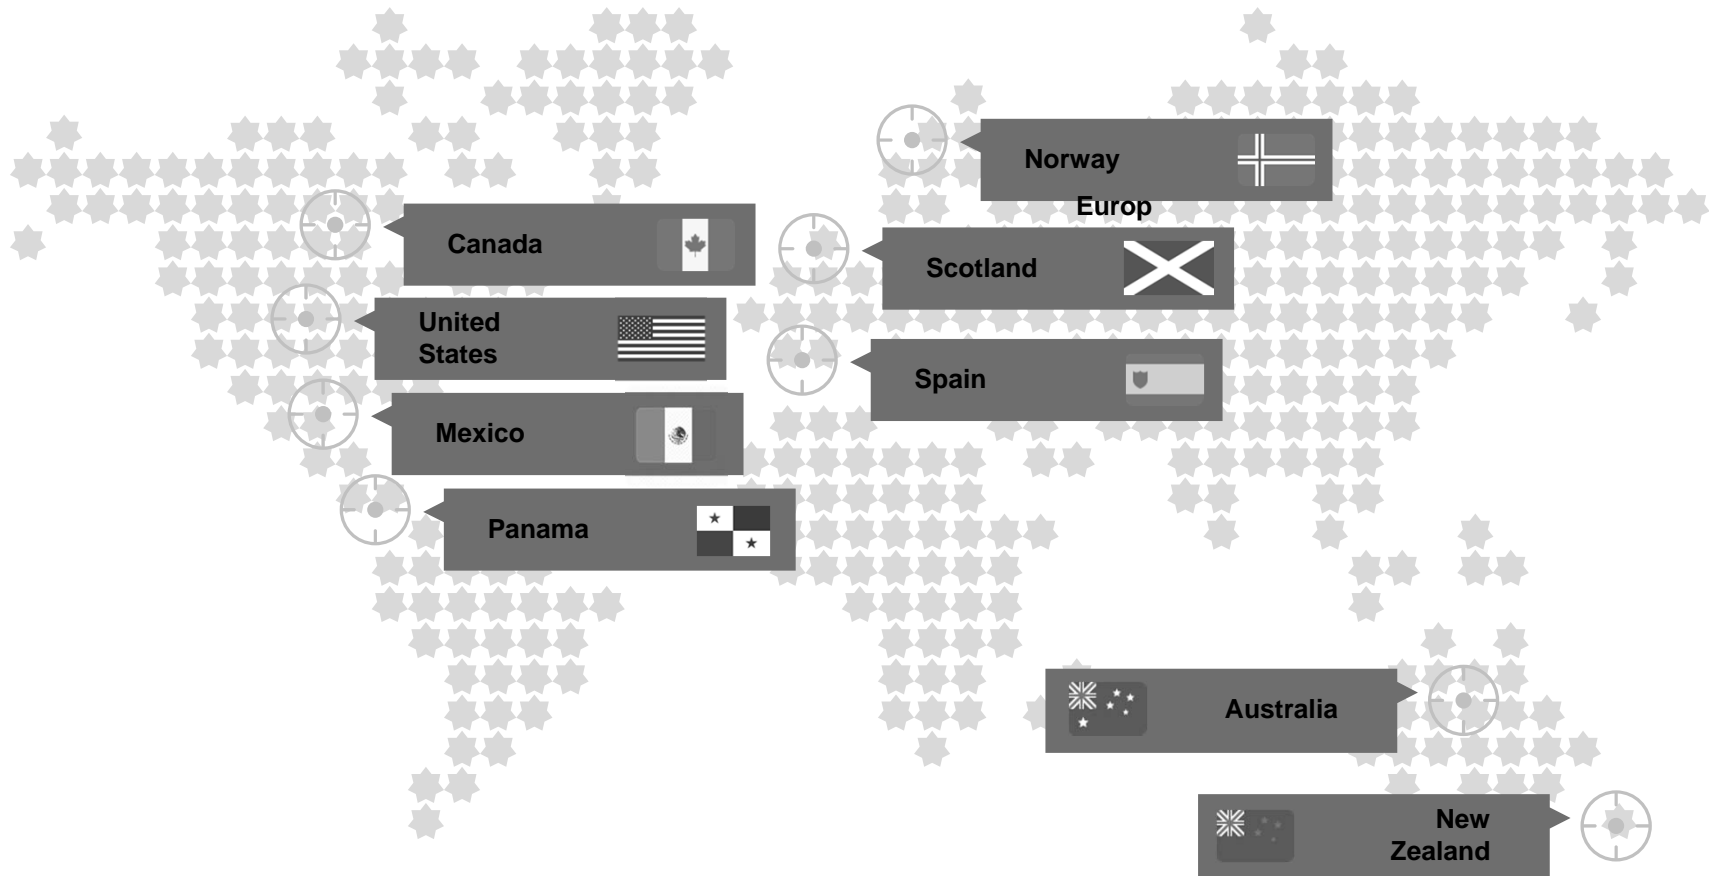 Norway
Europ
Canada
Scotland
United
States
Spain
Mexico
Panama
Australia
New
Zealand